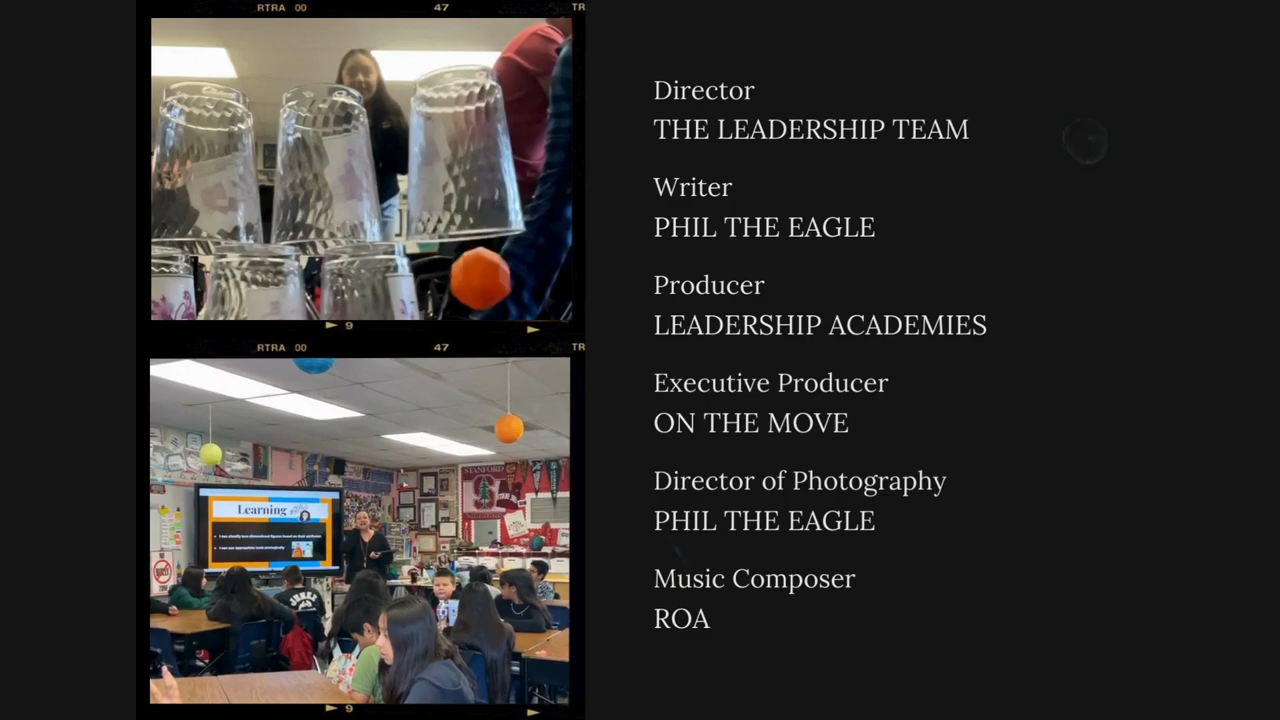 RTRA 00 47 TR
9
RTRA 00 47 TR
STANFORD
Learning
9
Director
THE LEADERSHIP TEAM
Writer
PHIL THE EAGLE
Producer
LEADERSHIP ACADEMIES
Executive Producer
ON THE MOVE
Director of Photography
PHIL THE EAGLE
Music Composer
ROA